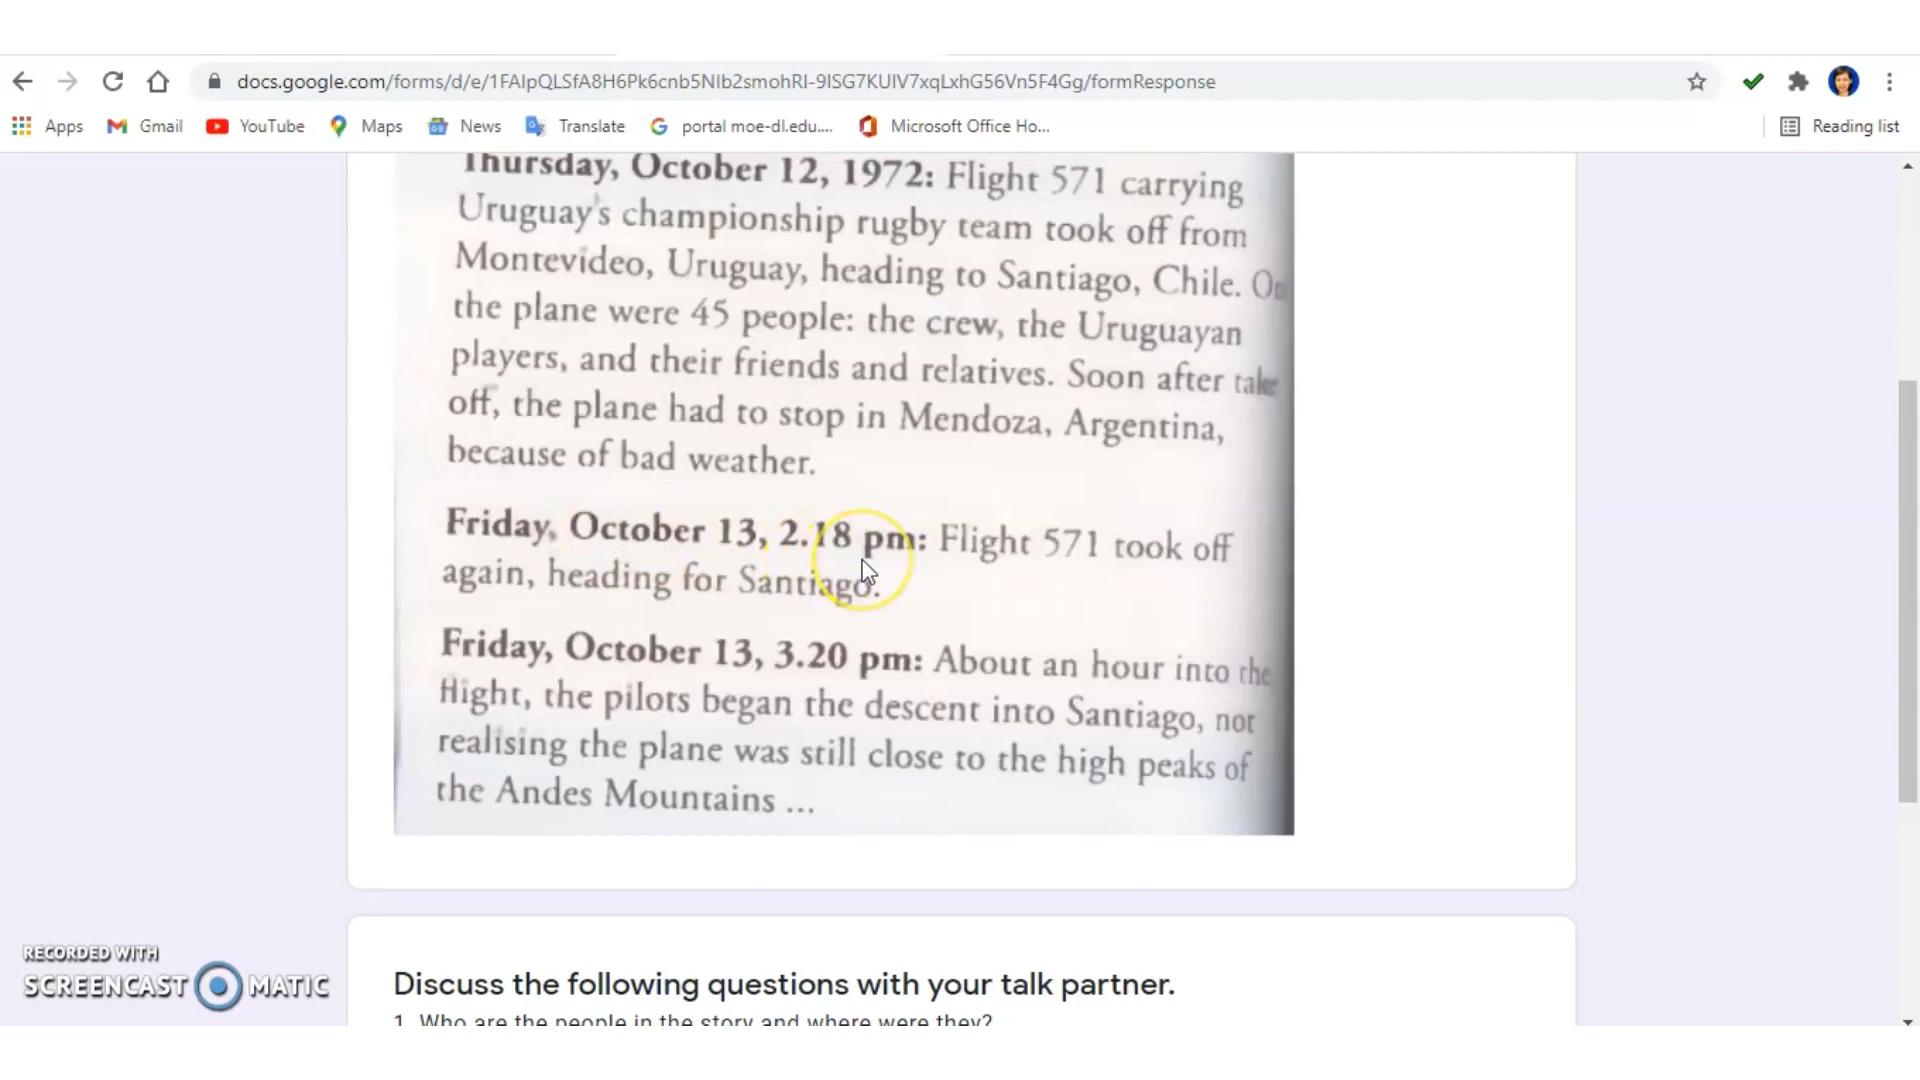 docs.google.com/forms/d/e/1FAIpQLSfA8H6Pk6cnb5NIb2smohRI-9ISG7KUIV7xqLxhG56Vn5F4Gg/formResponse
Apps Gmail YouTube Maps News Translate portal moe-dl.edu.... Microsoft Office Ho... Reading list
Thursday, October 12, 1972: Flight 571 carrying
Uruguay's championship rugby team took off from
Montevideo, Uruguay, heading to Santiago, Chile. On
the plane were 45 people: the crew, the Uruguayan
players, and their friends and relatives. Soon after take
off, the plane had to stop in Mendoza, Argentina,
because of bad weather.
Friday, October 13, 2.18 pm: Flight 571 took off
again, heading for Santiago.
Friday, October 13, 3.20 pm: About an hour into the
flight, the pilots began the descent into Santiago, not
realising the plane was still close to the high peaks of
the Andes Mountains ...
Discuss the following questions with your talk partner.
1. Who are the people in the story and where were they?
RECORDED WITH
SCREENCAST MATIC